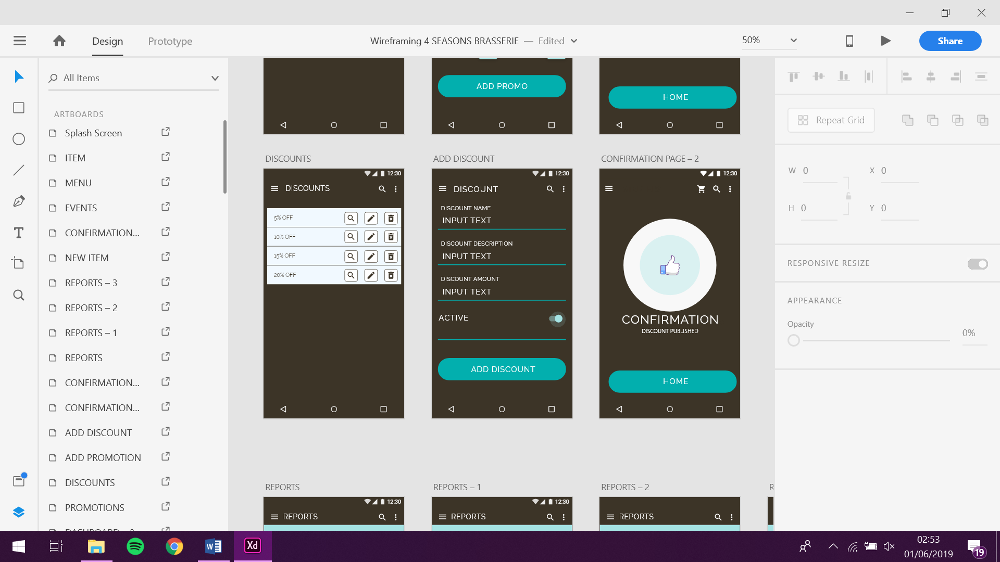 Design
Prototype
Wireframing 4 SEASONS BRASSERIE — Edited
50%
Share
All Items
ARTBOARDS
Splash Screen
ITEM
MENU
EVENTS
CONFIRMATION...
NEW ITEM
REPORTS – 3
REPORTS – 2
REPORTS – 1
REPORTS
CONFIRMATION...
CONFIRMATION...
ADD DISCOUNT
ADD PROMOTION
DISCOUNTS
PROMOTIONS
ADD PROMO
HOME
DISCOUNTS
12:30
DISCOUNTS
5% OFF
10% OFF
15% OFF
20% OFF
ADD DISCOUNT
12:30
DISCOUNT
DISCOUNT NAME
INPUT TEXT
DISCOUNT DESCRIPTION
INPUT TEXT
DISCOUNT AMOUNT
INPUT TEXT
ACTIVE
ADD DISCOUNT
CONFIRMATION PAGE – 2
12:30
CONFIRMATION
DISCOUNT PUBLISHED
HOME
REPORTS
12:30
REPORTS
REPORTS – 1
12:30
REPORTS
REPORTS – 2
REPORTS
R
Repeat Grid
W 0
X 0
H 0
Y 0
RESPONSIVE RESIZE
APPEARANCE
Opacity
0%
W
Xd
02:53
01/06/2019
19